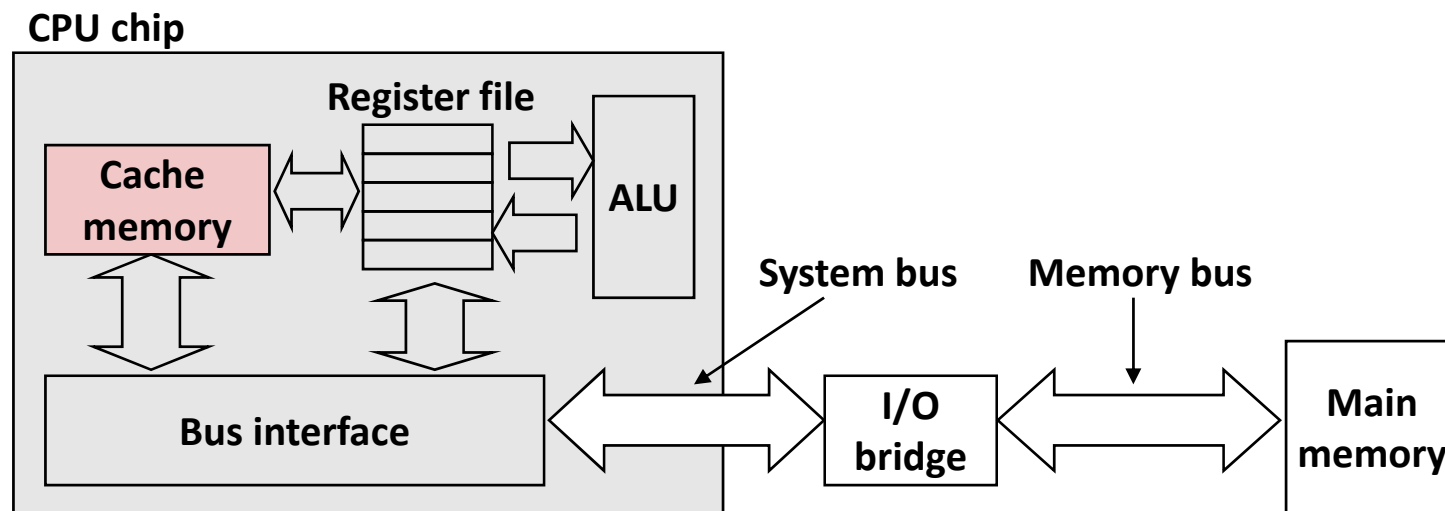 CPU chip
Register file
Cache
memory
ALU
System bus
Memory bus
Bus interface
I/O
bridge
Main
memory